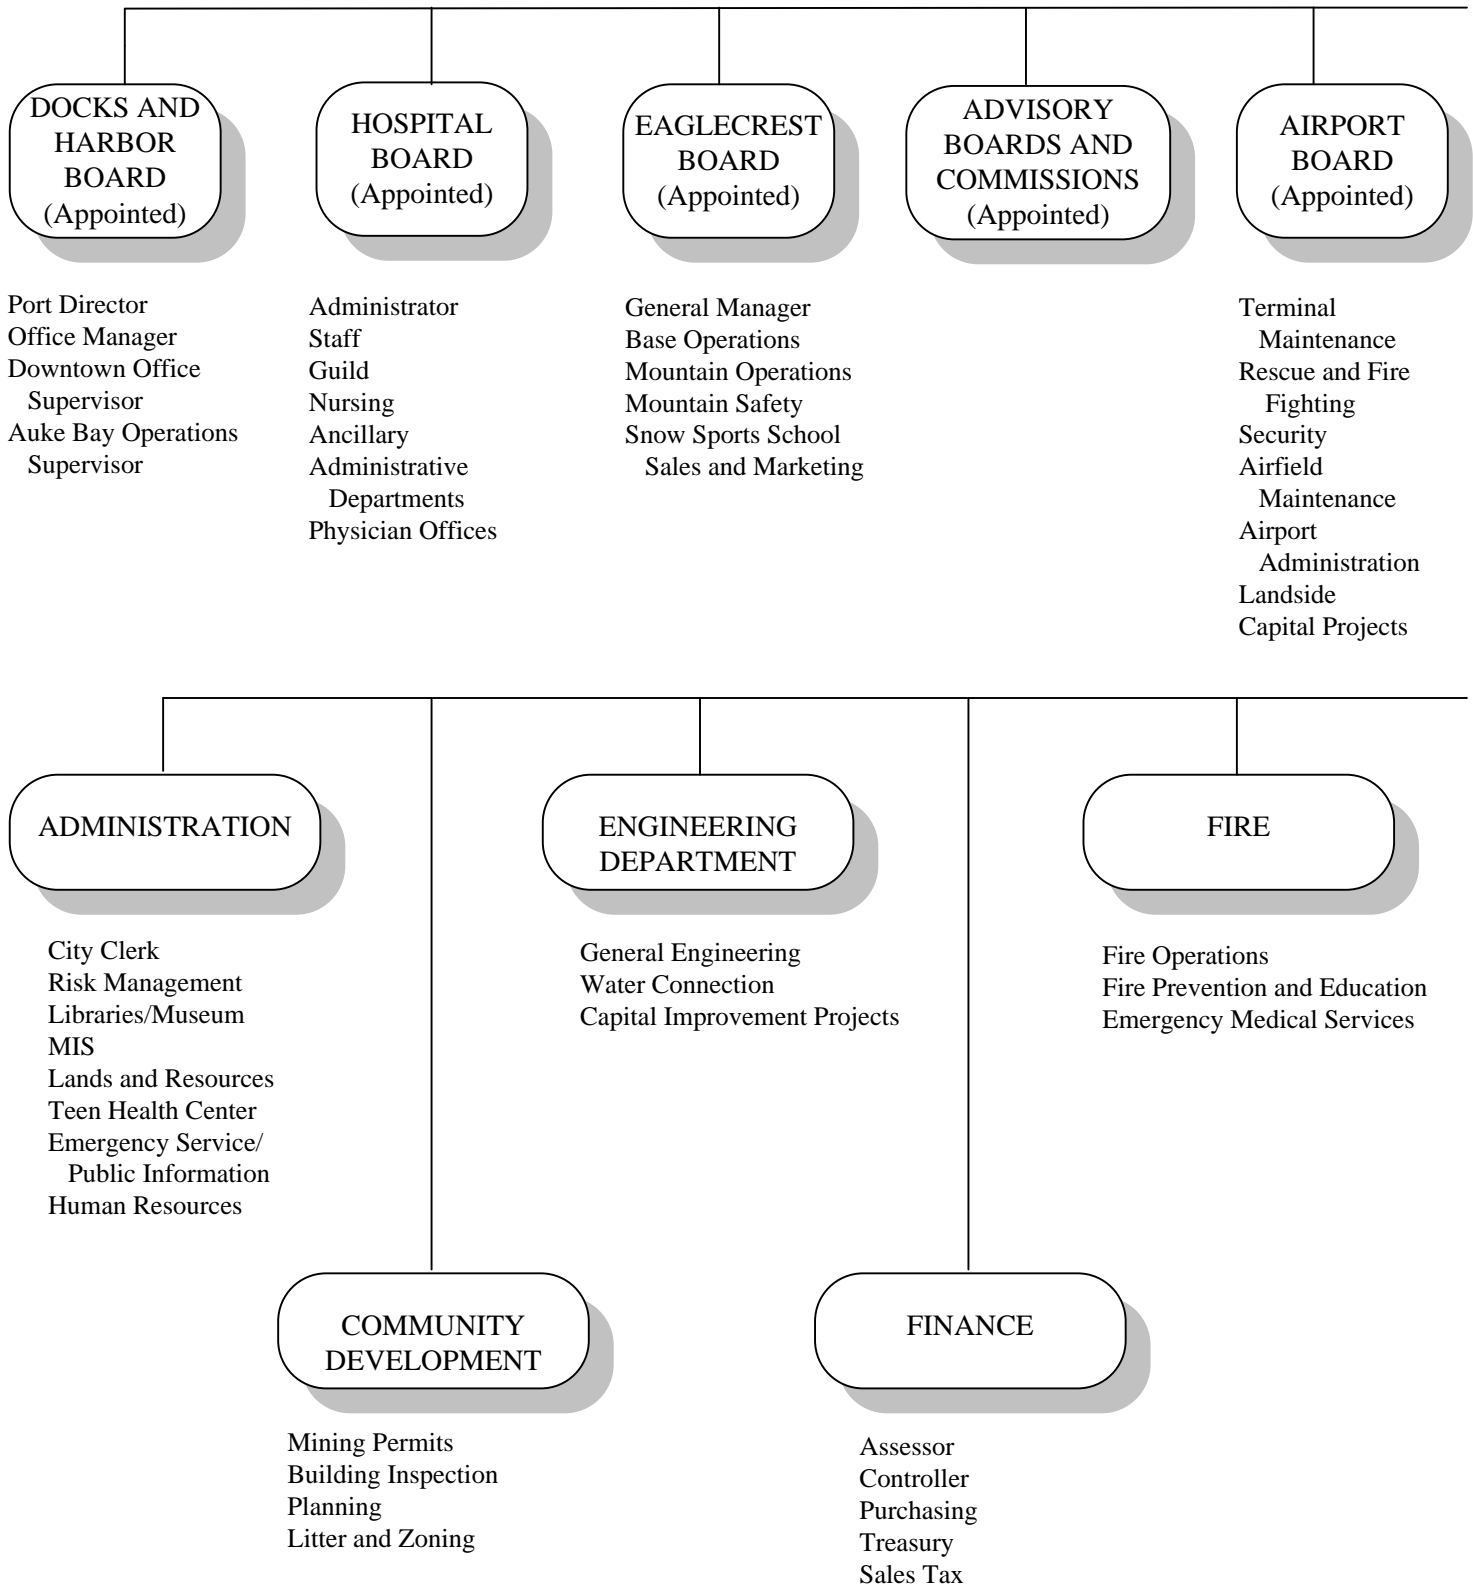 DOCKS AND
HARBOR
BOARD
(Appointed)
HOSPITAL
BOARD
(Appointed)
EAGLECREST
BOARD
(Appointed)
ADVISORY
BOARDS AND
COMMISSIONS
(Appointed)
AIRPORT
BOARD
(Appointed)
Port Director
Office Manager
Downtown Office
Supervisor
Auke Bay Operations
Supervisor
Administrator
Staff
Guild
Nursing
Ancillary
Administrative
Departments
Physician Offices
General Manager
Base Operations
Mountain Operations
Mountain Safety
Snow Sports School
Sales and Marketing
Terminal
Maintenance
Rescue and Fire
Fighting
Security
Airfield
Maintenance
Airport
Administration
Landside
Capital Projects
ADMINISTRATION
ENGINEERING
DEPARTMENT
FIRE
City Clerk
Risk Management
Libraries/Museum
MIS
Lands and Resources
Teen Health Center
Emergency Service/
Public Information
Human Resources
General Engineering
Water Connection
Capital Improvement Projects
Fire Operations
Fire Prevention and Education
Emergency Medical Services
COMMUNITY
DEVELOPMENT
FINANCE
Mining Permits
Building Inspection
Planning
Litter and Zoning
Assessor
Controller
Purchasing
Treasury
Sales Tax